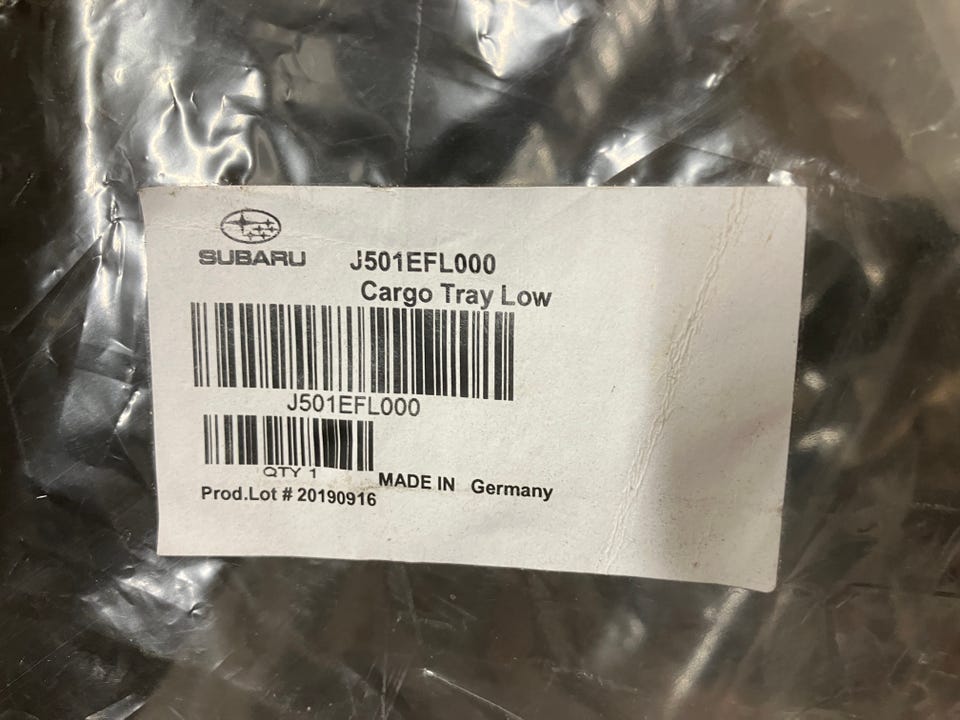 SUBARU
J501EFL000
Cargo Tray Low
J501EFL000
QTY 1
MADE IN Germany
Prod.Lot # 20190916